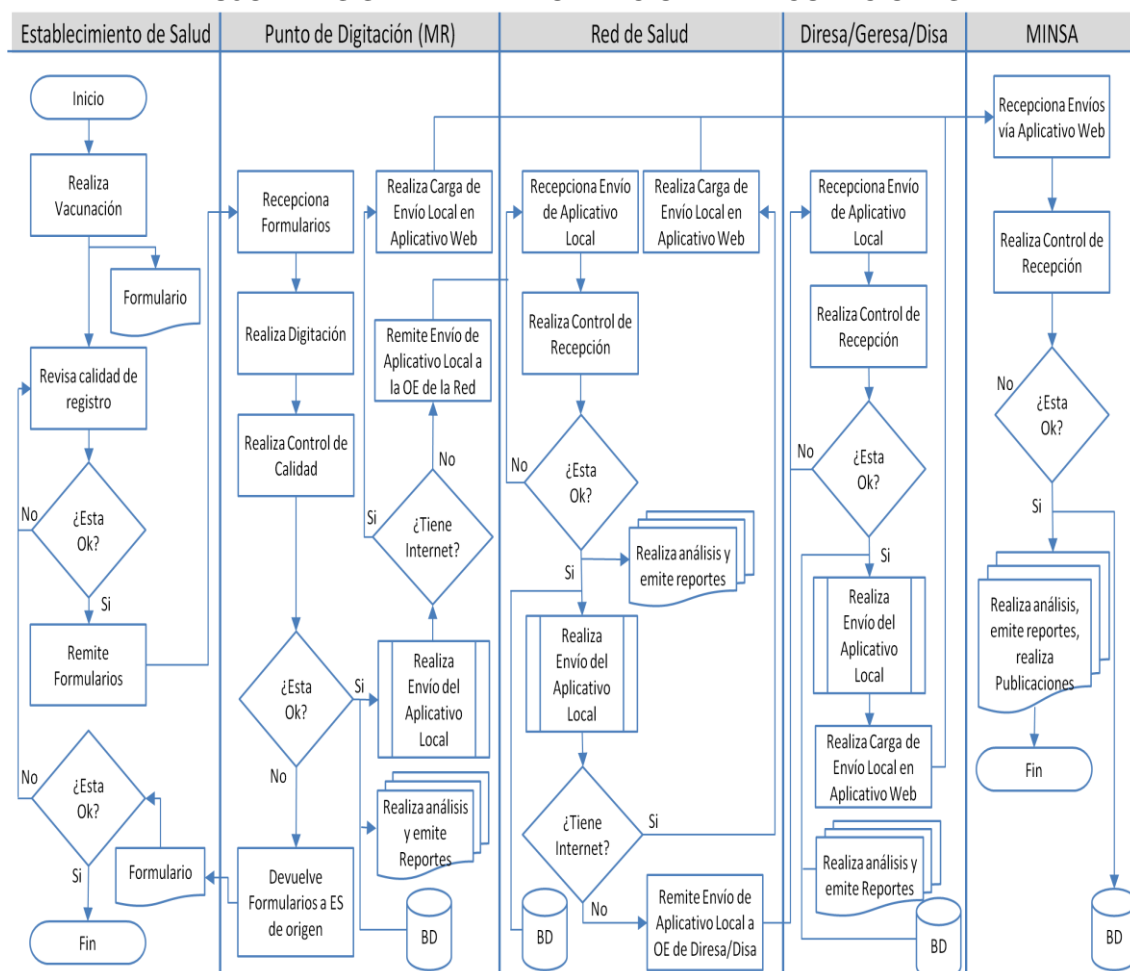 Establecimiento de Salud
Punto de Digitación (MR)
Red de Salud
Diresa/Geresa/Disa
MINSA
Inicio
Realiza
Vacunación
Formulario
Revisa calidad de
registro
¿Esta
Ok?
No
Si
Remite
Formularios
¿Esta
Ok?
No
Si
Formulario
Fin
Recepciona
Formularios
Realiza Digitación
Realiza Control de
Calidad
¿Esta
Ok?
Si
No
Devuelve
Formularios a ES
de origen
Realiza Carga de
Envío Local en
Aplicativo Web
Remite Envío de
Aplicativo Local a
la OE de la Red
No
Si
¿Tiene
Internet?
Realiza
Envío del
Aplicativo
Local
Realiza análisis
y emite
Reportes
BD
Recepciona Envío
de Aplicativo
Local
Realiza Carga de
Envío Local en
Aplicativo Web
Realiza Control de
Recepción
No
¿Esta
Ok?
Si
Realiza análisis y
emite reportes
Realiza
Envío del
Aplicativo
Local
¿Tiene
Internet?
Si
No
BD
Remite Envío de
Aplicativo Local a
OE de Diresa/Disa
Recepciona Envío
de Aplicativo
Local
Realiza Control de
Recepción
No
¿Esta
Ok?
Si
Realiza
Envío del
Aplicativo
Local
Realiza Carga de
Envío Local en
Aplicativo Web
Realiza análisis y
emite Reportes
BD
Recepciona Envíos
vía Aplicativo Web
Realiza Control de
Recepción
No
¿Esta
Ok?
Si
Realiza análisis,
emite reportes,
realiza
Publicaciones
Fin
BD